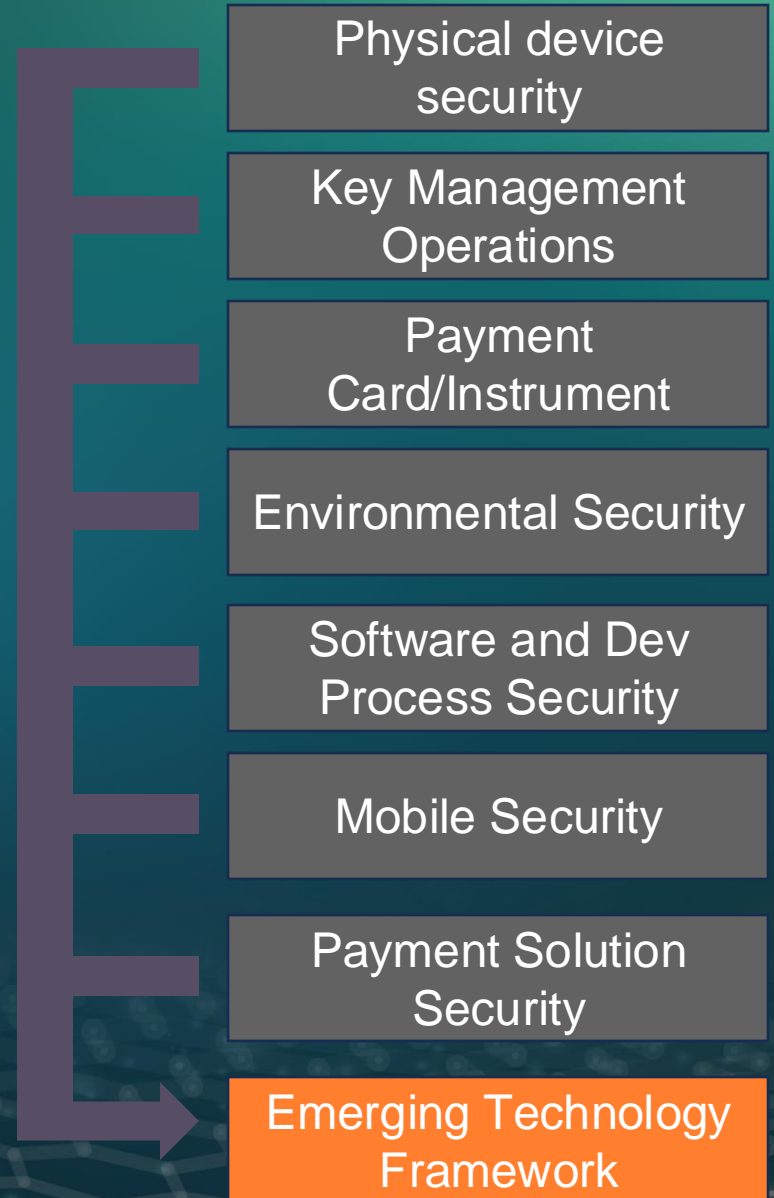 Physical device
security
Key Management
Operations
Payment
Card/Instrument
Environmental Security
Software and Dev
Process Security
Mobile Security
Payment Solution
Security
Emerging Technology
Framework